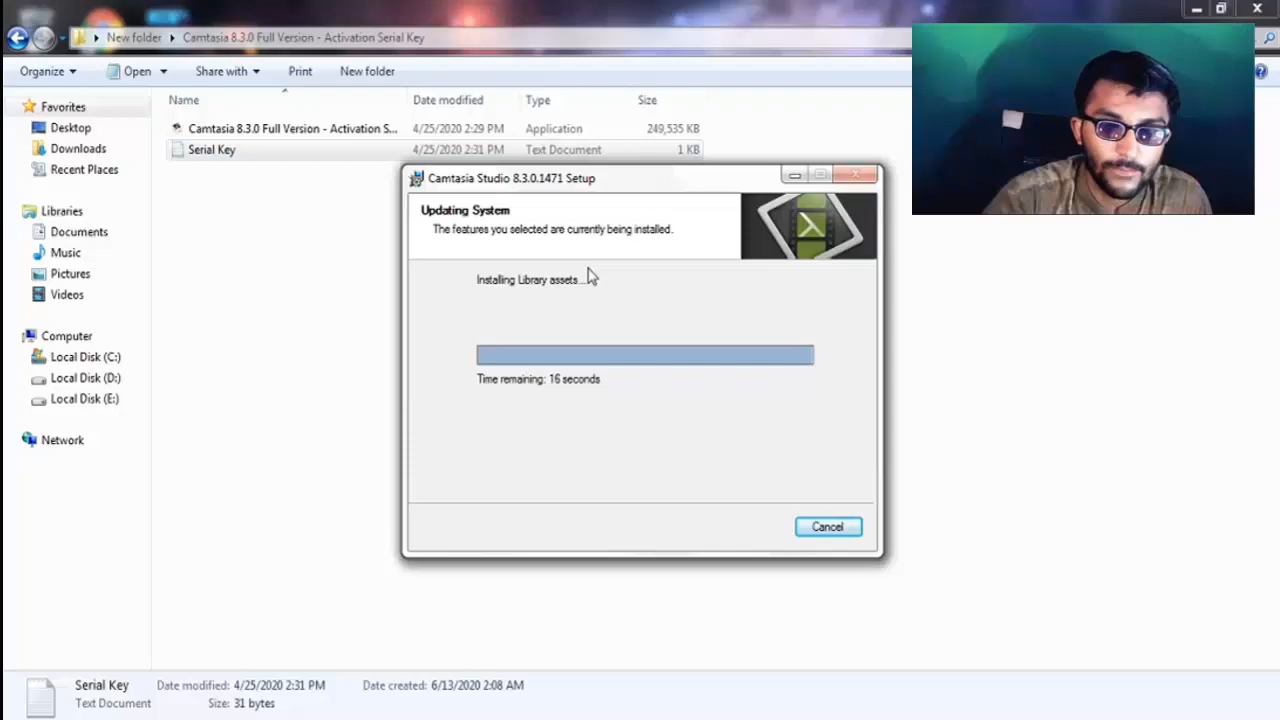 New folder Camtasia 8.3.0 Full Version - Activation Serial Key
Organize Open Share with Print New folder
Name Date modified Type Size
Favorites
Desktop
Downloads
Recent Places
Libraries
Documents
Music
Pictures
Videos
Computer
Local Disk (C:)
Local Disk (D:)
Local Disk (E:)
Network
Camtasia 8.3.0 Full Version - Activation S... 4/25/2020 2:29 PM Application 249,535 KB
Serial Key 4/25/2020 2:31 PM Text Document 1 KB
Camtasia Studio 8.3.0.1471 Setup
Updating System
The features you selected are currently being installed.
Installing Library assets...
Time remaining: 16 seconds
Cancel
Serial Key Date modified: 4/25/2020 2:31 PM Date created: 6/13/2020 2:08 AM
Text Document Size: 31 bytes